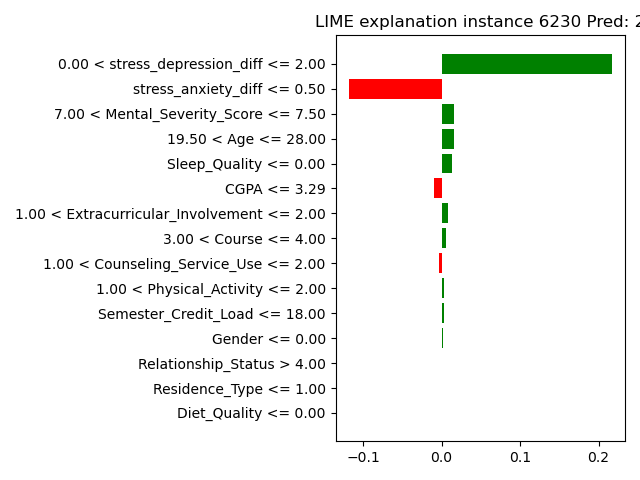 LIME explanation instance 6230 Pred: 2
0.00 < stress_depression_diff <= 2.00
stress_anxiety_diff <= 0.50
7.00 < Mental_Severity_Score <= 7.50
19.50 < Age <= 28.00
Sleep_Quality <= 0.00
CGPA <= 3.29
1.00 < Extracurricular_Involvement <= 2.00
3.00 < Course <= 4.00
1.00 < Counseling_Service_Use <= 2.00
1.00 < Physical_Activity <= 2.00
Semester_Credit_Load <= 18.00
Gender <= 0.00
Relationship_Status > 4.00
Residence_Type <= 1.00
Diet_Quality <= 0.00
−0.1 0.0 0.1 0.2